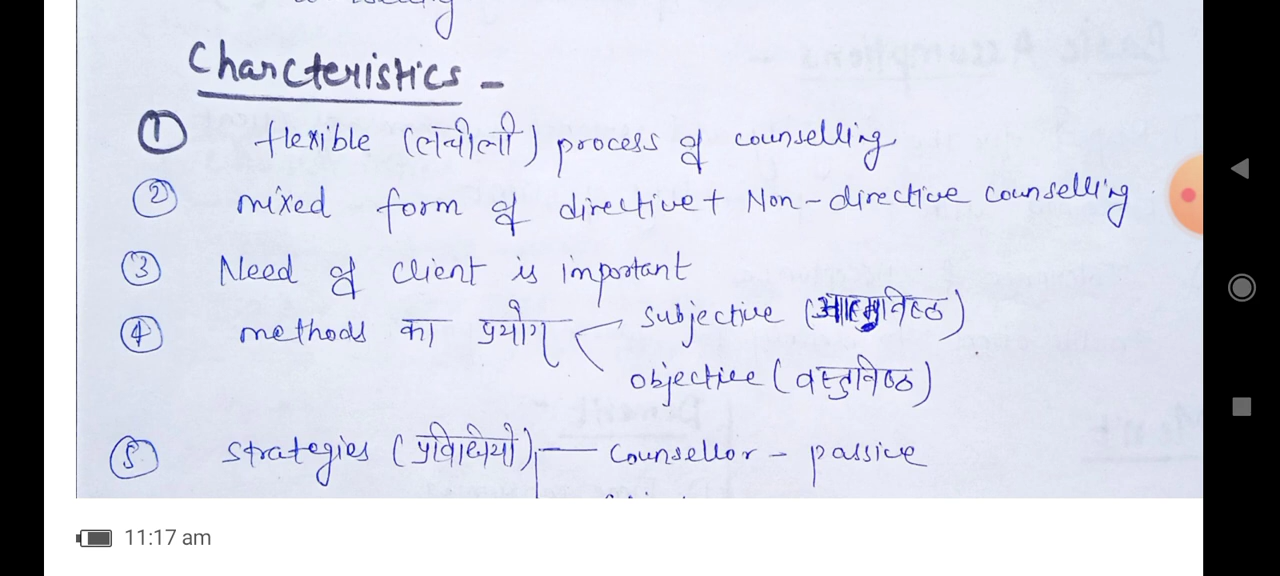 Charcteristics -
① flexible (लचीली) process of counselling
② mixed form of directive + Non-directive counselling
③ Need of client is important
④ methods का प्रयोग subjective (आत्मनिष्ठ)
objective (वस्तुनिष्ठ)
⑤ strategies (प्रविधियों) — counsellor - passive
11:17 am